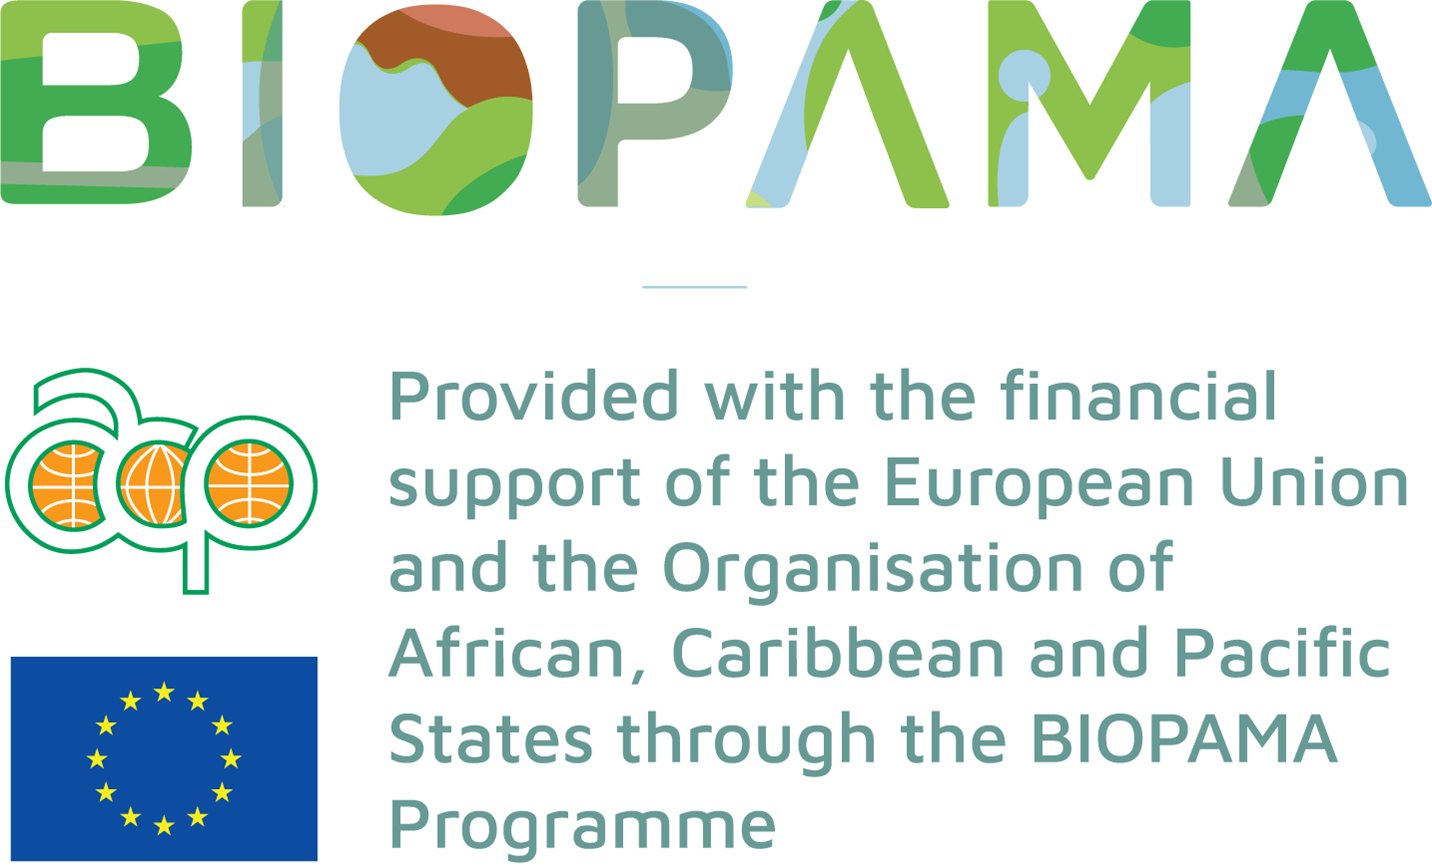 BIOPAMA
acp
Provided with the financial
support of the European Union
and the Organisation of
African, Caribbean and Pacific
States through the BIOPAMA
Programme